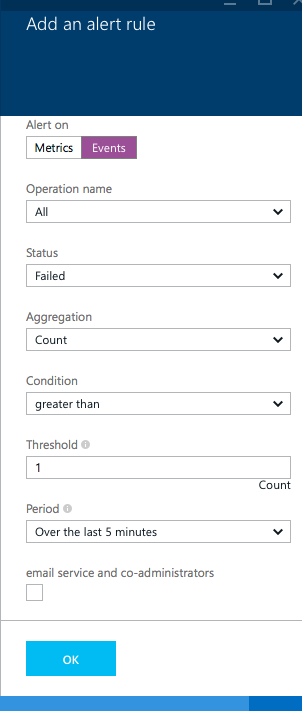 Add an alert rule
Alert on
Metrics Events
Operation name
All
Status
Failed
Aggregation
Count
Condition
greater than
Threshold
1
Count
Period
Over the last 5 minutes
email service and co-administrators
OK